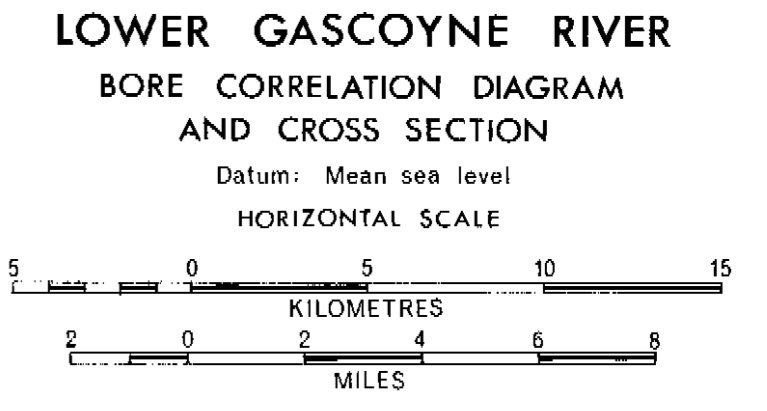 LOWER GASCOYNE RIVER
BORE CORRELATION DIAGRAM
AND CROSS SECTION
Datum: Mean sea level
HORIZONTAL SCALE
5 0 5 10 15
KILOMETRES
2 0 2 4 6 8
MILES